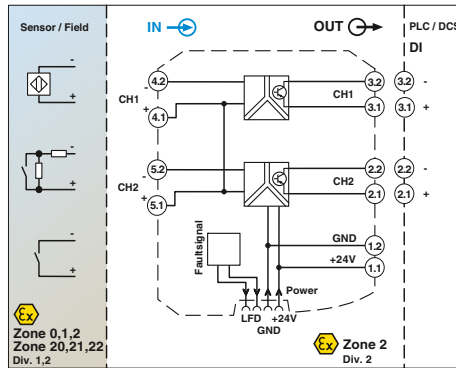 Sensor / Field
IN
OUT
PLC / DCS
DI
-
+
-
+
-
+
-
4.2
CH1
+
4.1
3.2
CH1
3.1
3.2
-
3.1
+
-
5.2
CH2
+
5.1
2.2
CH2
2.1
2.2
-
2.1
+
Faultsignal
GND
1.2
+24V
1.1
Power
LFD
+24V
GND
Ex
Zone 0,1,2
Zone 20,21,22
Div. 1,2
Ex
Zone 2
Div. 2